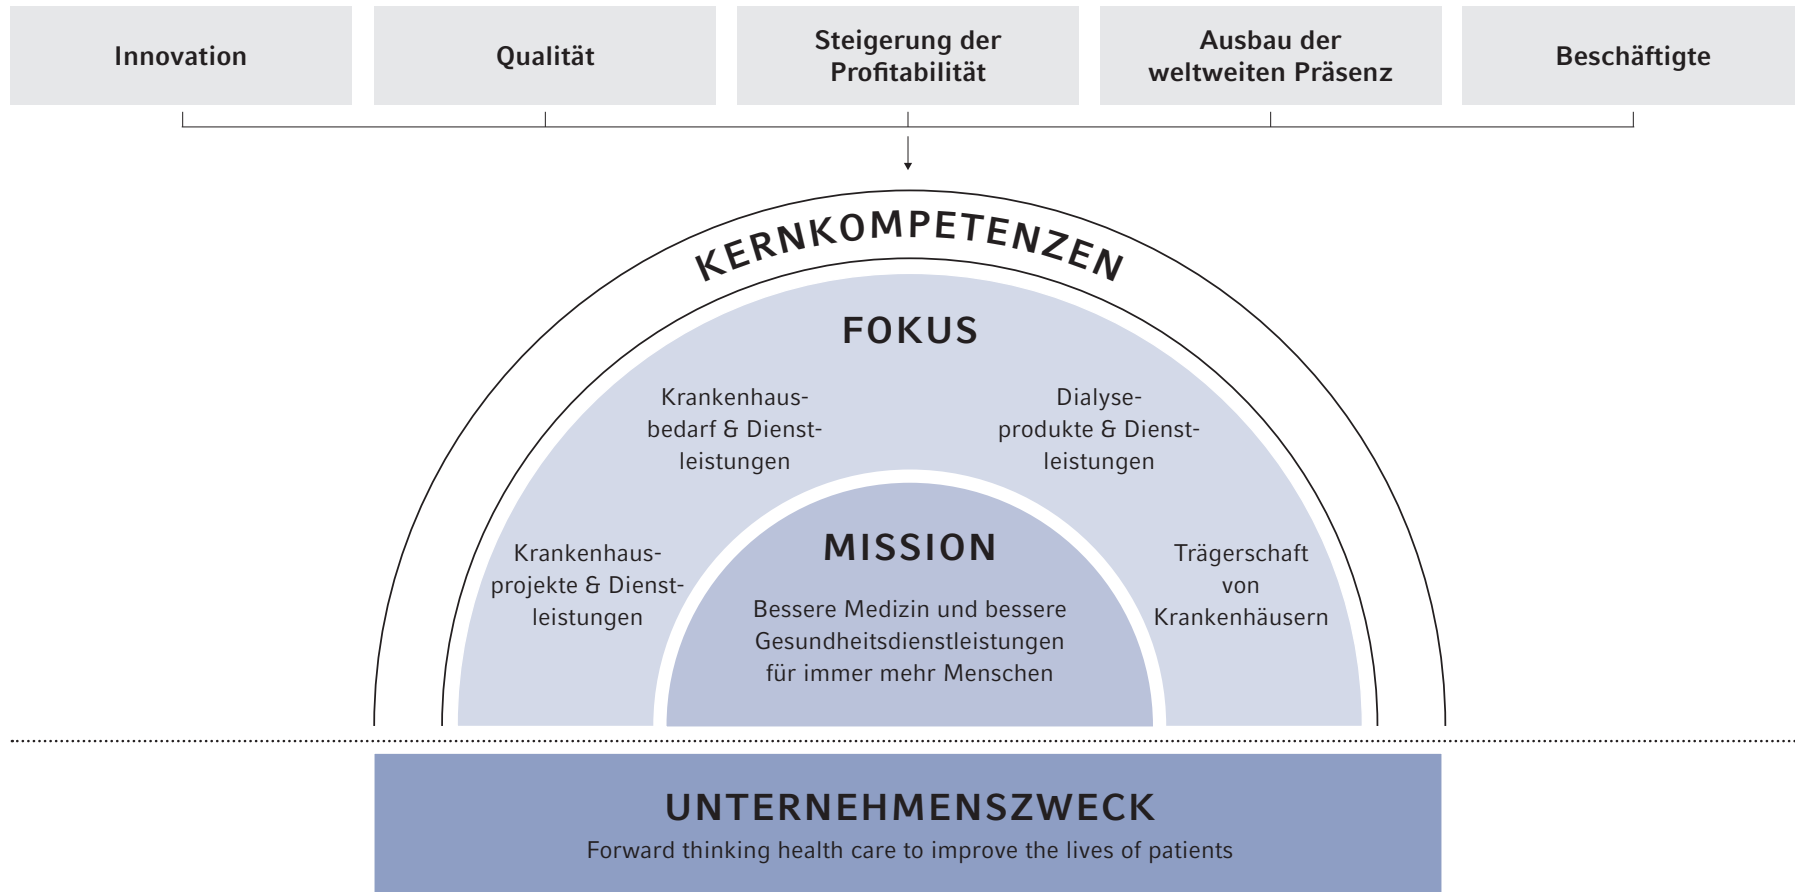 Innovation
Qualität
Steigerung der
Profitabilität
Ausbau der
weltweiten Präsenz
Beschäftigte
KERNKOMPETENZEN
FOKUS
Krankenhaus-
bedarf & Dienst-
leistungen
Dialyse-
produkte & Dienst-
leistungen
Krankenhaus-
projekte & Dienst-
leistungen
Trägerschaft
von
Krankenhäusern
MISSION
Bessere Medizin und bessere
Gesundheitsdienstleistungen
für immer mehr Menschen
UNTERNEHMENSZWECK
Forward thinking health care to improve the lives of patients